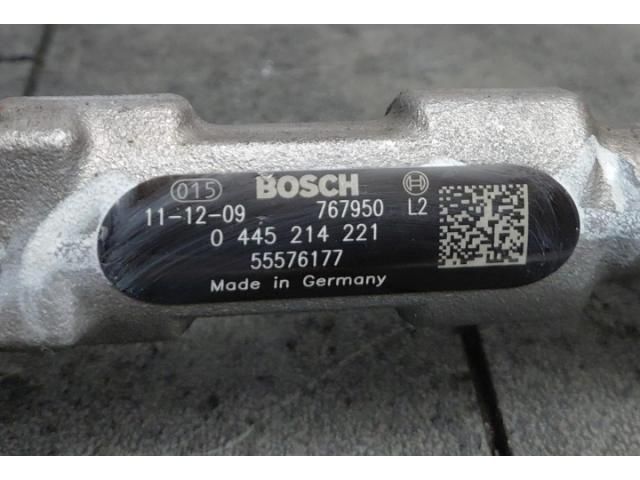 015 BOSCH
11-12-09 767950 L2
0 445 214 221
55576177
Made in Germany